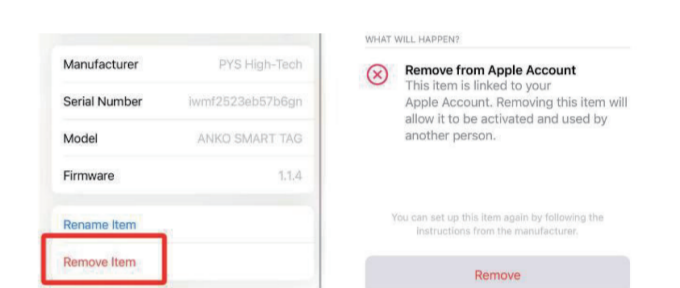 Manufacturer PYS High-Tech
Serial Number lwmf2523eb57b6gn
Model ANKO SMART TAG
Firmware 1.1.4
Rename Item
Remove Item
WHAT WILL HAPPEN?
Remove from Apple Account
This item is linked to your
Apple Account. Removing this item will
allow it to be activated and used by
another person.
You can set up this item again by following the
instructions from the manufacturer.
Remove